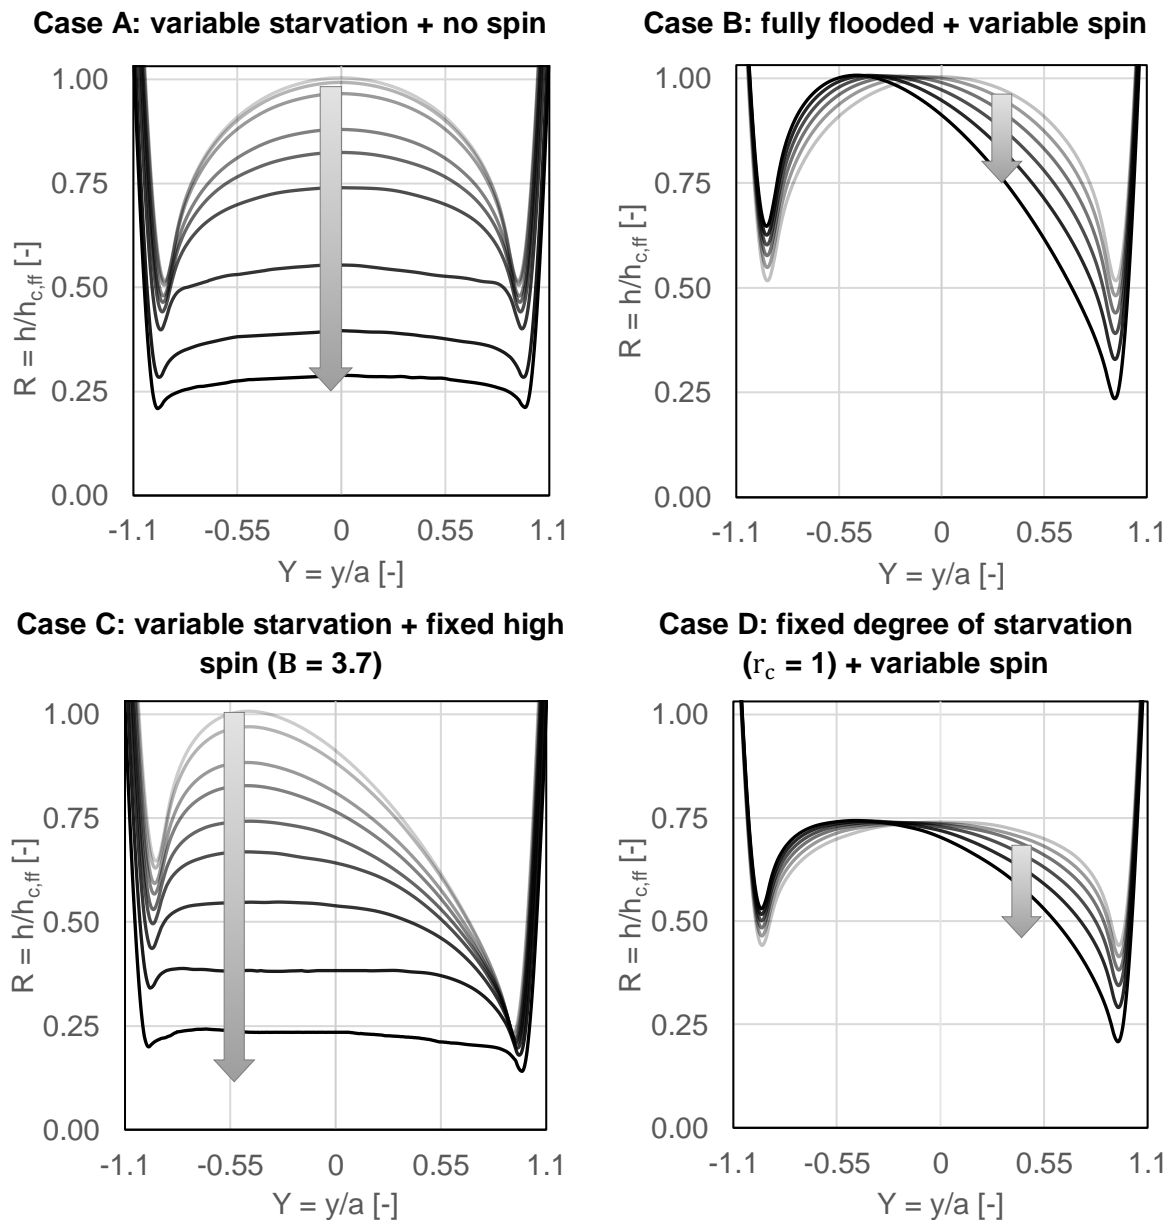 Case A: variable starvation + no spin
R = h/h_c,ff [-]
1.00
0.75
0.50
0.25
0.00
-1.1 -0.55 0 0.55 1.1
Y = y/a [-]
Case B: fully flooded + variable spin
R = h/h_c,ff [-]
1.00
0.75
0.50
0.25
0.00
-1.1 -0.55 0 0.55 1.1
Y = y/a [-]
Case C: variable starvation + fixed high
spin (B = 3.7)
R = h/h_c,ff [-]
1.00
0.75
0.50
0.25
0.00
-1.1 -0.55 0 0.55 1.1
Y = y/a [-]
Case D: fixed degree of starvation
(r_c = 1) + variable spin
R = h/h_c,ff [-]
1.00
0.75
0.50
0.25
0.00
-1.1 -0.55 0 0.55 1.1
Y = y/a [-]